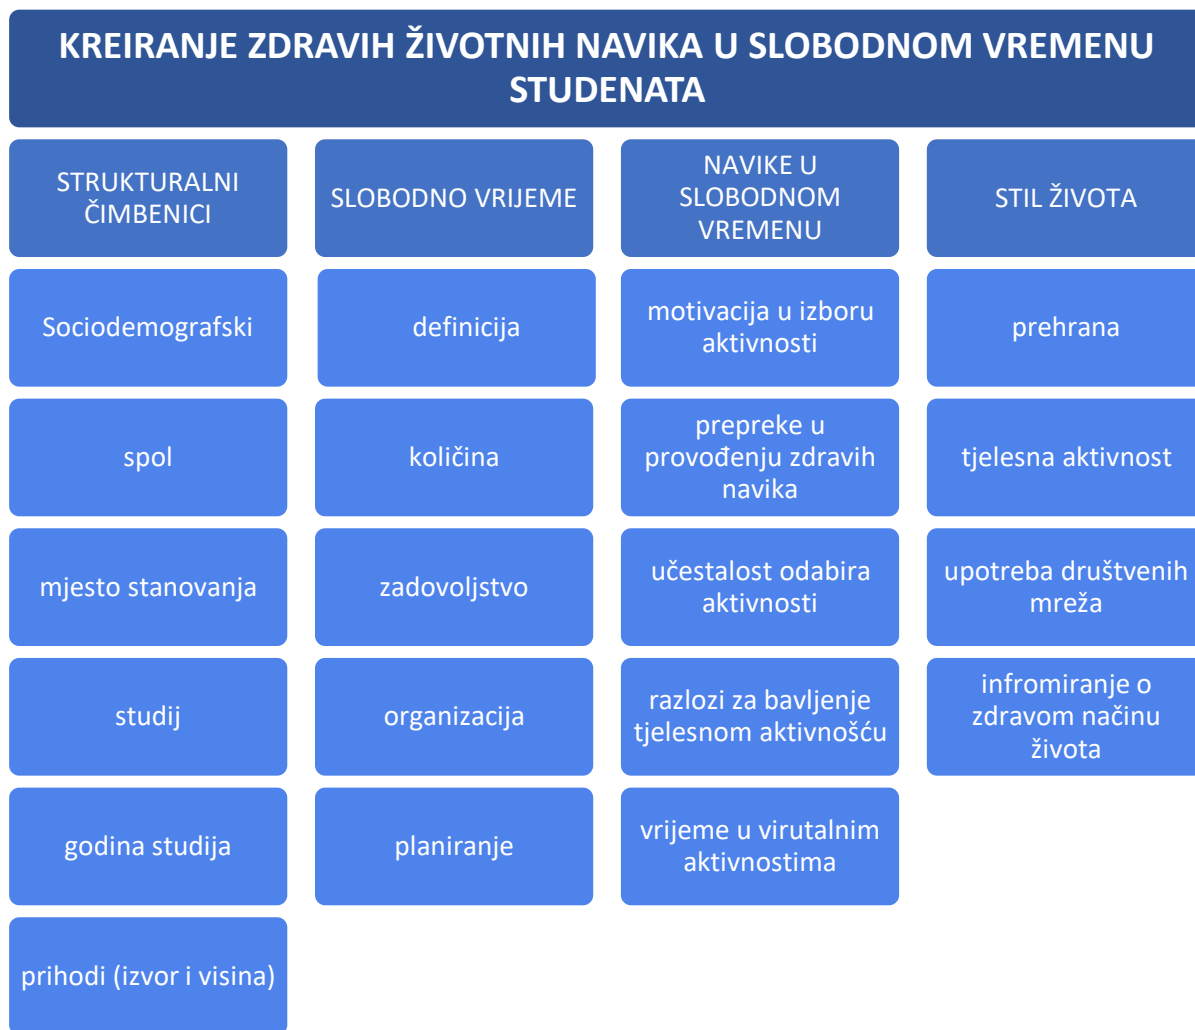 KREIRANJE ZDRAVIH ŽIVOTNIH NAVIKA U SLOBODNOM VREMENU
STUDENATA
STRUKTURALNI
ČIMBENICI
Sociodemografski
spol
mjesto stanovanja
studij
godina studija
prihodi (izvor i visina)
SLOBODNO VRIJEME
definicija
količina
zadovoljstvo
organizacija
planiranje
NAVIKE U
SLOBODNOM
VREMENU
motivacija u izboru
aktivnosti
prepreke u
provođenju zdravih
navika
učestalost odabira
aktivnosti
razlozi za bavljenje
tjelesnom aktivnošću
vrijeme u virutalnim
aktivnostima
STIL ŽIVOTA
prehrana
tjelesna aktivnost
upotreba društvenih
mreža
infromiranje o
zdravom načinu
života